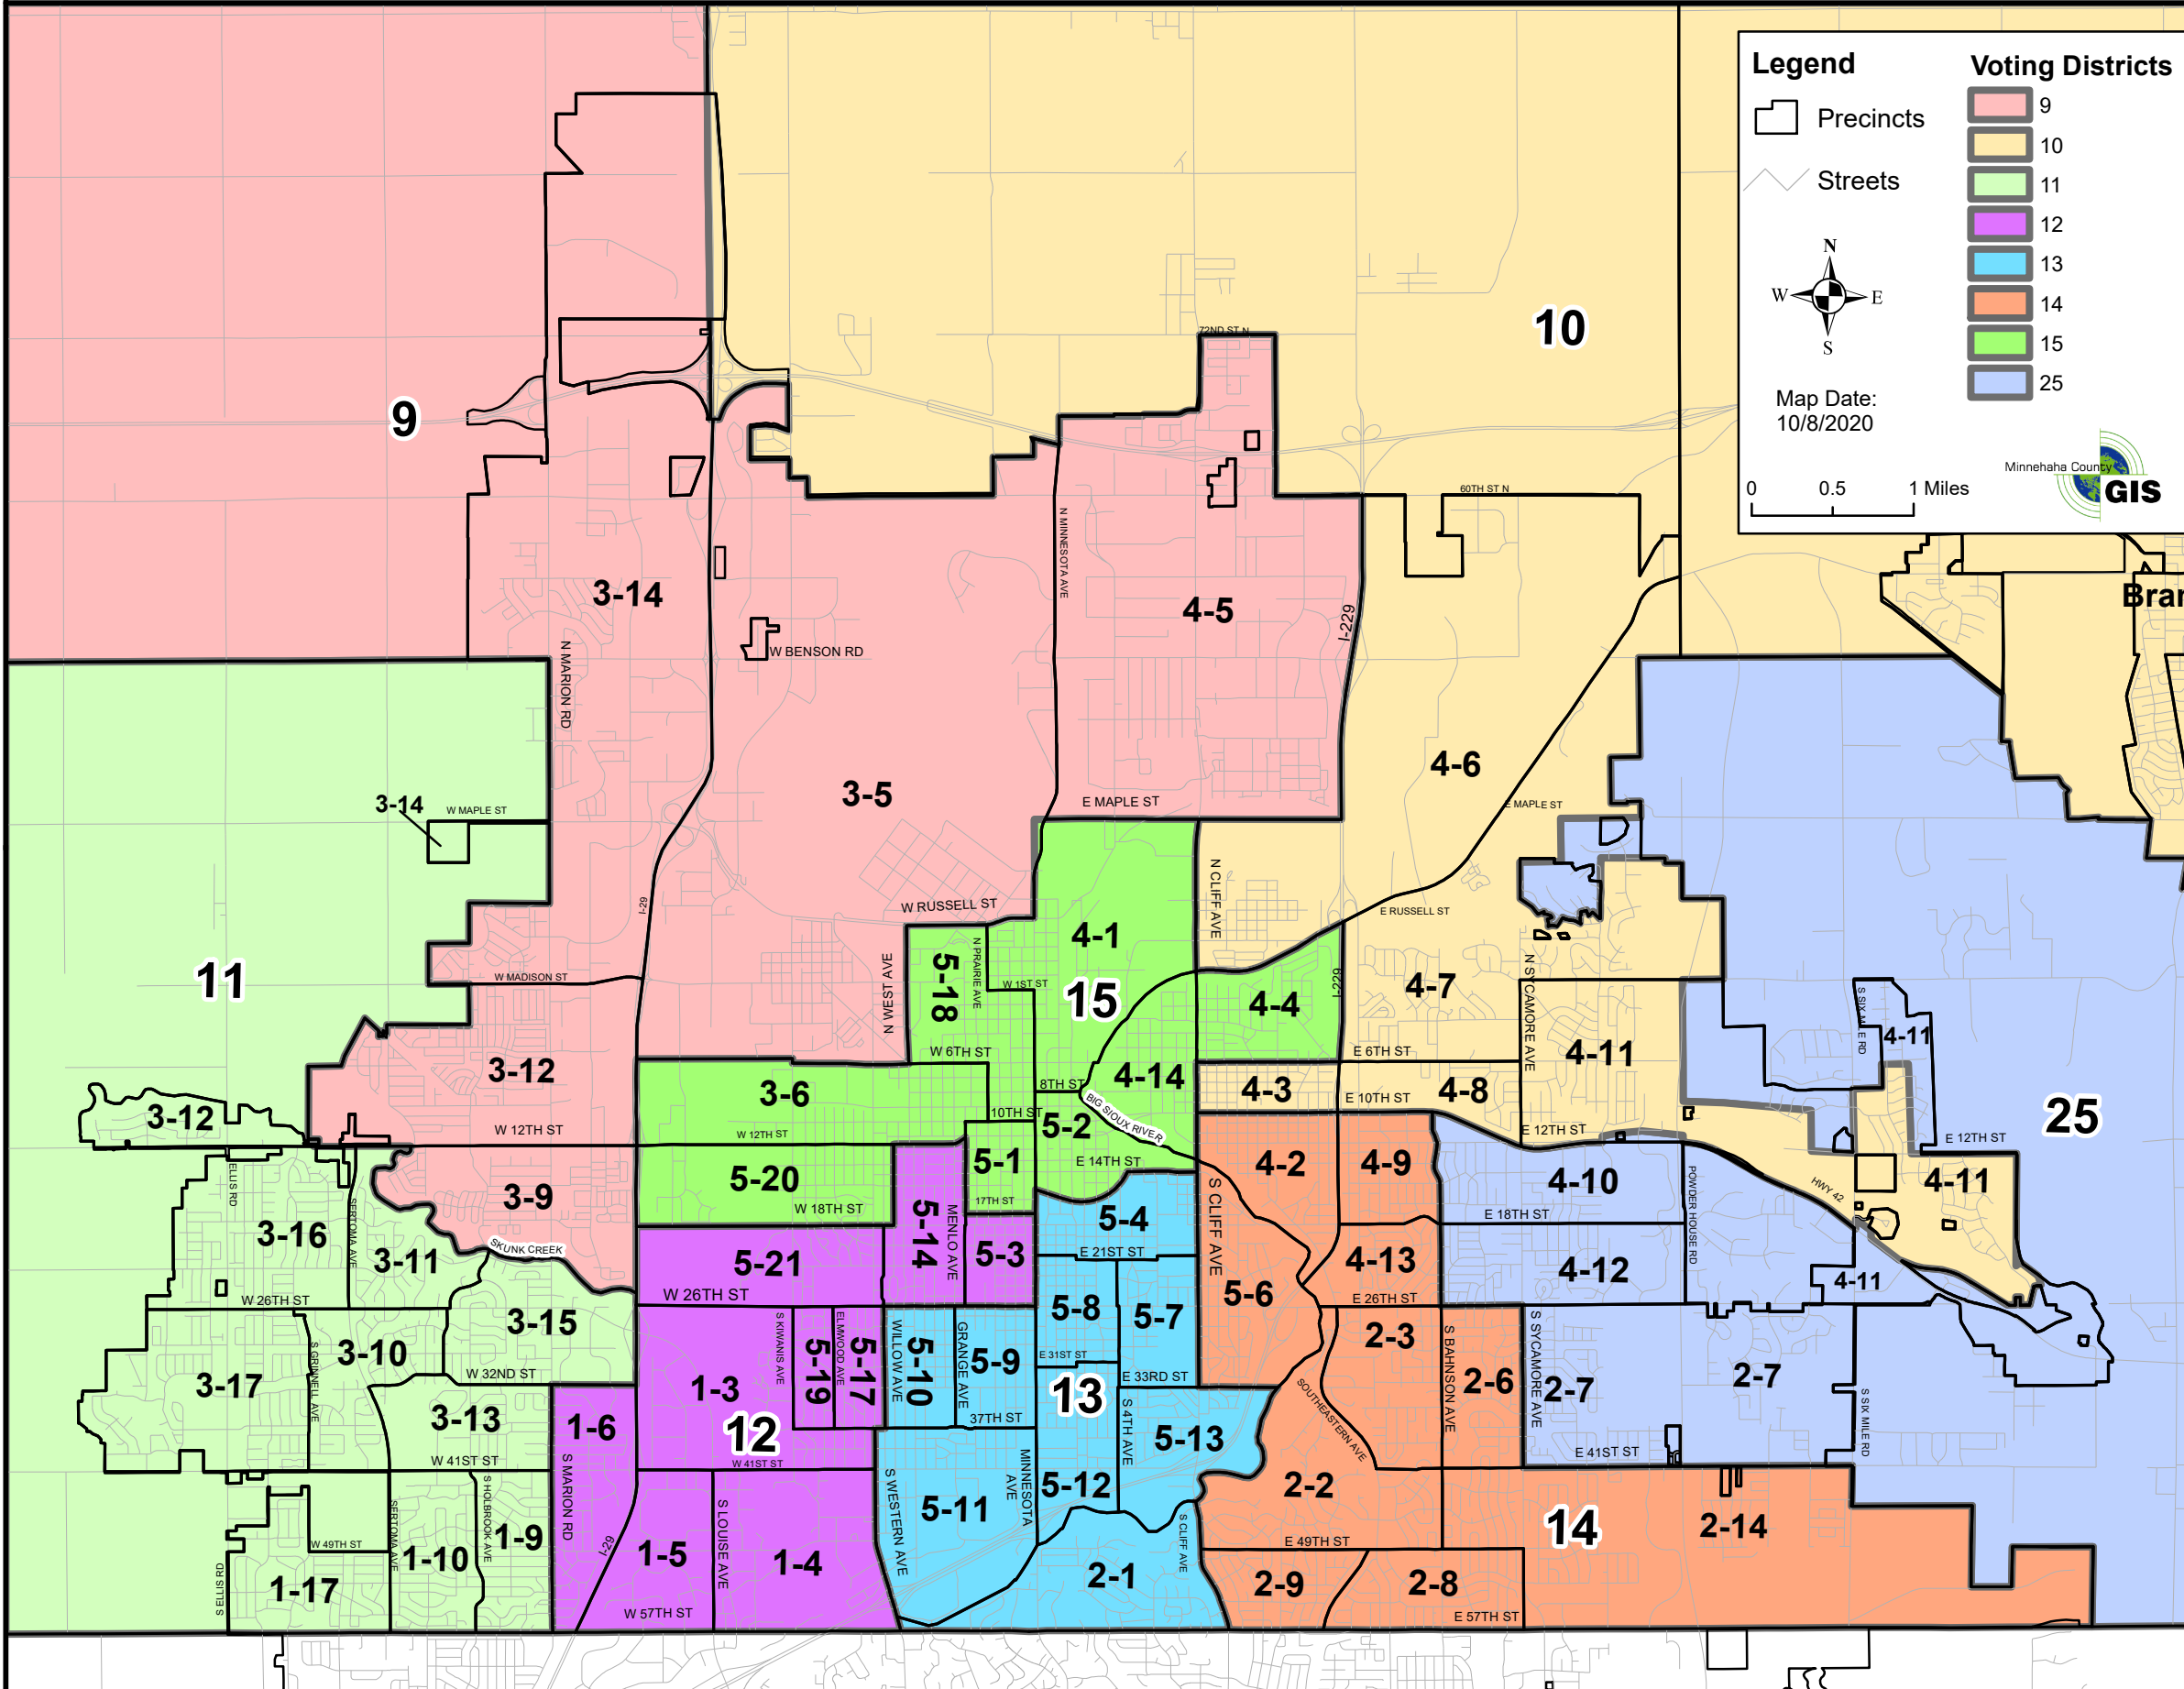 Legend
Precincts
Streets
N
W
E
S
Map Date:
10/8/2020
0 0.5 1 Miles
Voting Districts
9
10
11
12
13
14
15
25
Minnehaha County
GIS
72ND ST N
10
9
60TH ST N
N MINNESOTA AVE
3-14
4-5
I-229
W BENSON RD
N MARION RD
4-6
3-5
E MAPLE ST
E MAPLE ST
3-14
W MAPLE ST
I-29
W RUSSELL ST
N CLIFF AVE
E RUSSELL ST
4-1
11
W MADISON ST
N WEST AVE
5-18
N PRAIRIE AVE
W 1ST ST
15
4-4
I-229
4-7
N SYCAMORE AVE
S SIX MILE RD
4-11
4-11
W 6TH ST
E 6TH ST
3-12
3-12
3-6
8TH ST
4-14
4-3
E 10TH ST
4-8
25
10TH ST
5-2
BIG SIOUX RIVER
W 12TH ST
W 12TH ST
E 12TH ST
E 12TH ST
5-1
E 14TH ST
4-2
4-9
4-10
POWDER HOUSE RD
HWY 42
4-11
ELLIS RD
3-9
5-20
17TH ST
W 18TH ST
E 18TH ST
3-16
SERTOMA AVE
3-11
SKUNK CREEK
5-14
MENLO AVE
5-3
5-4
S CLIFF AVE
E 21ST ST
5-21
4-13
4-12
4-11
W 26TH ST
W 26TH ST
E 26TH ST
5-6
5-8
5-7
3-15
3-10
S GRINNELL AVE
3-17
W 32ND ST
S KIWANIS AVE
5-19
ELMWOOD AVE
5-17
WILLOW AVE
5-10
GRANGE AVE
5-9
E 31ST ST
E 33RD ST
2-3
S BAHNSON AVE
2-6
S SYCAMORE AVE
2-7
2-7
S SIX MILE RD
1-3
12
13
3-13
1-6
37TH ST
S 4TH AVE
5-13
SOUTHEASTERN AVE
W 41ST ST
W 41ST ST
E 41ST ST
S MARION RD
S HOLBROOK AVE
SERTOMA AVE
S LOUISE AVE
S WESTERN AVE
5-11
MINNESOTA
AVE
5-12
2-2
14
2-14
W 49TH ST
E 49TH ST
1-9
1-10
1-17
S ELLIS RD
I-29
1-5
1-4
2-1
S CLIFF AVE
2-9
2-8
W 57TH ST
E 57TH ST